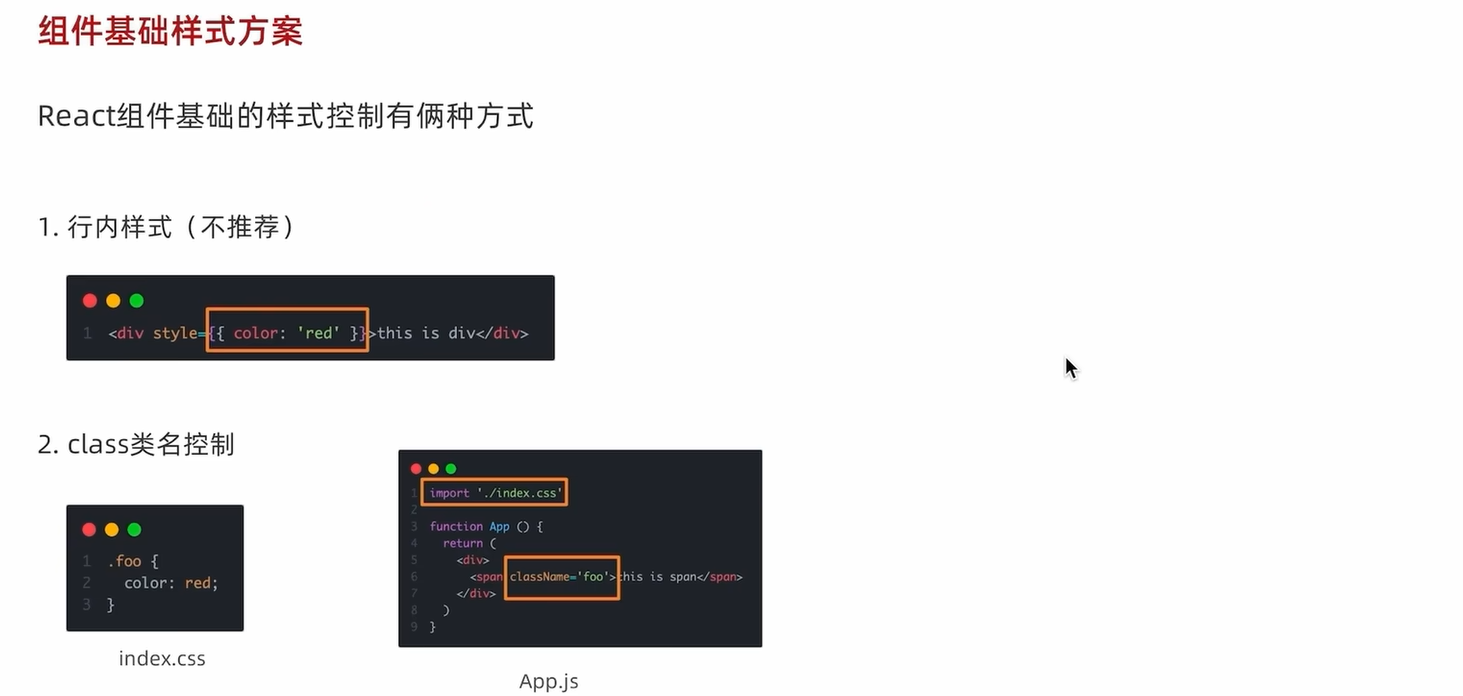 组件基础样式方案
React组件基础的样式控制有俩种方式
1. 行内样式（不推荐）
1 <div style={{ color: 'red' }}>this is div</div>
2. class类名控制
1 .foo {
2   color: red;
3 }
index.css
1 import './index.css'
2
3 function App () {
4   return (
5     <div>
6       <span className='foo'>this is span</span>
7     </div>
8   )
9 }
App.js